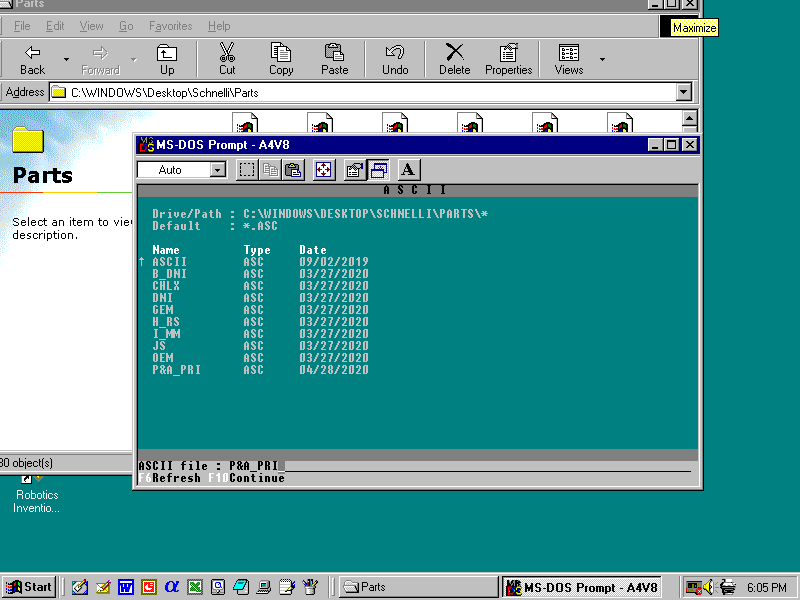 Parts
File Edit View Go Favorites Help
Maximize
Back Forward Up Cut Copy Paste Undo Delete Properties Views
Address C:\WINDOWS\Desktop\Schnelli\Parts
Parts
Select an item to view
description.
MS-DOS Prompt - A4V8
Auto A
A S C I I
Drive/Path : C:\WINDOWS\DESKTOP\SCHNELLI\PARTS\*
Default : *.ASC
Name Type Date
↑ ASCII ASC 09/02/2019
B_DNI ASC 03/27/2020
CHLX ASC 03/27/2020
DNI ASC 03/27/2020
GEM ASC 03/27/2020
H_RS ASC 03/27/2020
I_MM ASC 03/27/2020
JS ASC 03/27/2020
OEM ASC 03/27/2020
P&A_PRI ASC 04/28/2020
ASCII file : P&A_PRI_
F6Refresh F10Continue
30 object(s)
Robotics
Inventio...
Start Parts MS-DOS Prompt - A4V8 6:05 PM